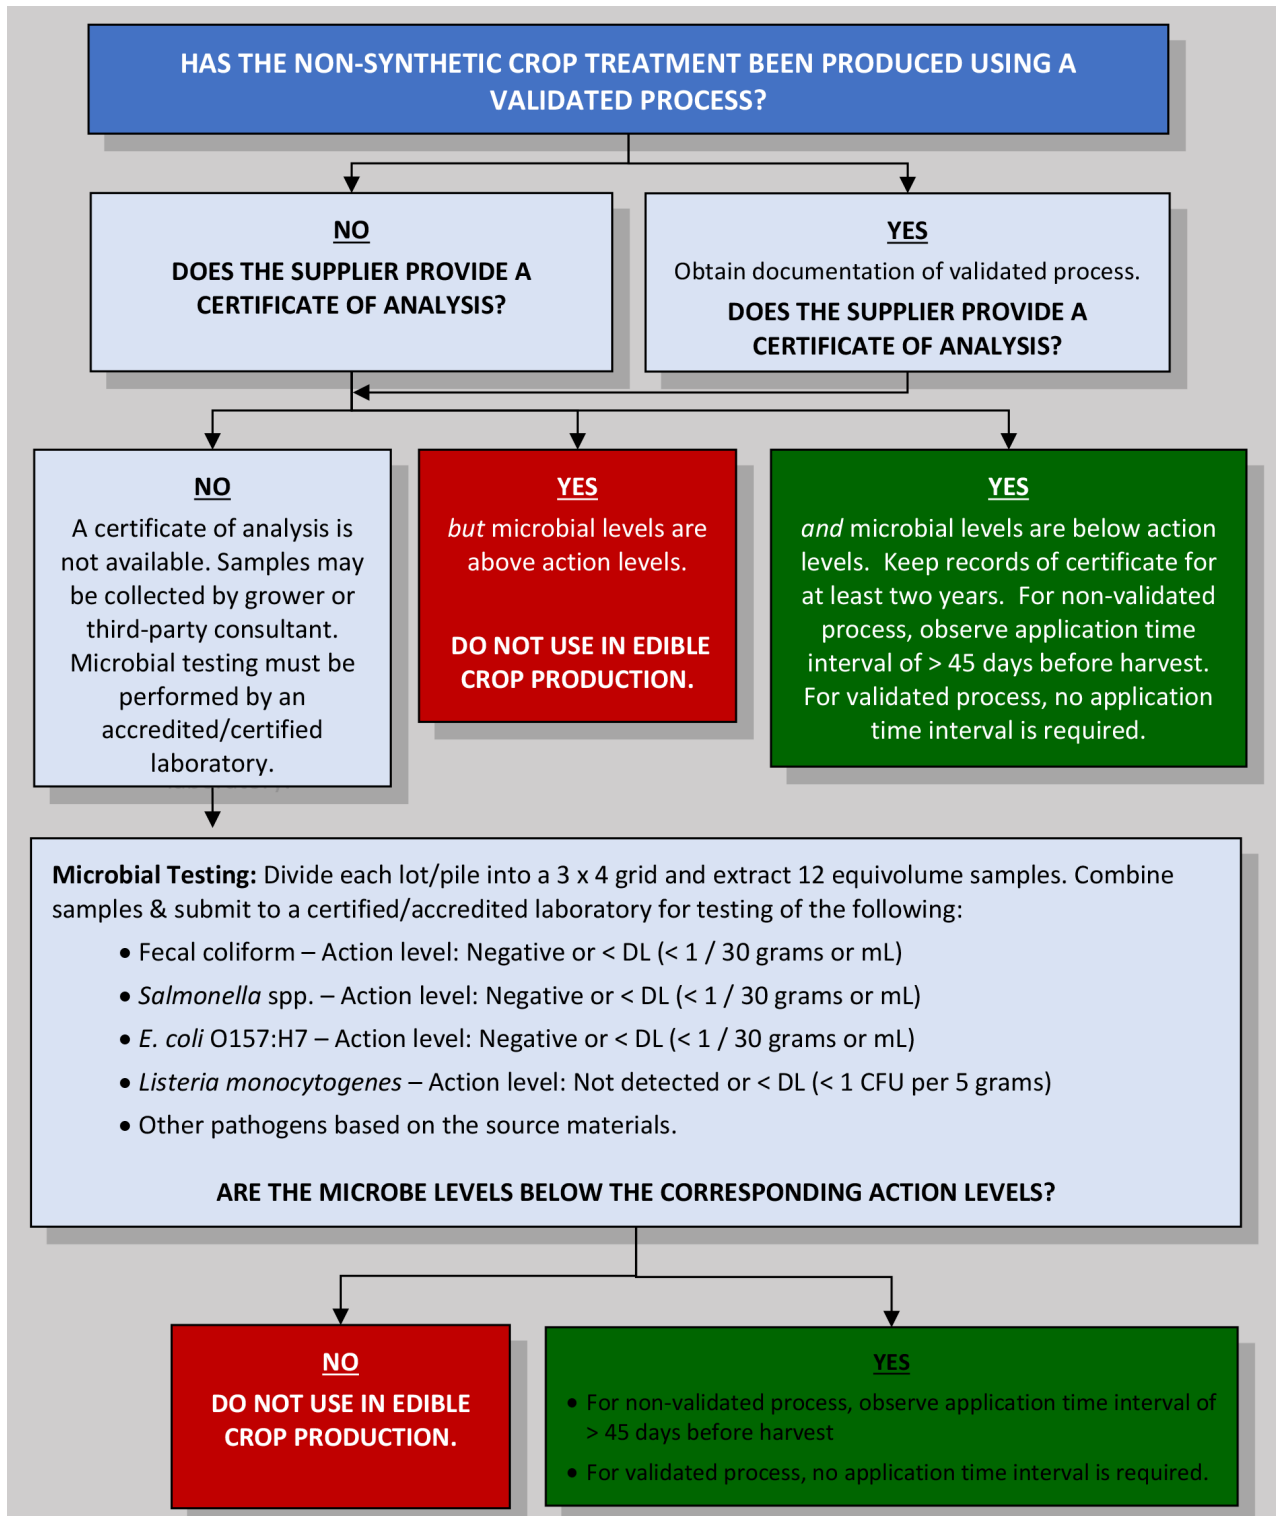 HAS THE NON-SYNTHETIC CROP TREATMENT BEEN PRODUCED USING A
VALIDATED PROCESS?
NO
DOES THE SUPPLIER PROVIDE A
CERTIFICATE OF ANALYSIS?
YES
Obtain documentation of validated process.
DOES THE SUPPLIER PROVIDE A
CERTIFICATE OF ANALYSIS?
NO
A certificate of analysis is
not available. Samples may
be collected by grower or
third-party consultant.
Microbial testing must be
performed by an
accredited/certified
laboratory.
YES
but microbial levels are
above action levels.
DO NOT USE IN EDIBLE
CROP PRODUCTION.
YES
and microbial levels are below action
levels.  Keep records of certificate for
at least two years.  For non-validated
process, observe application time
interval of > 45 days before harvest.
For validated process, no application
time interval is required.
Microbial Testing: Divide each lot/pile into a 3 x 4 grid and extract 12 equivolume samples. Combine
samples & submit to a certified/accredited laboratory for testing of the following:
• Fecal coliform – Action level: Negative or < DL (< 1 / 30 grams or mL)
• Salmonella spp. – Action level: Negative or < DL (< 1 / 30 grams or mL)
• E. coli O157:H7 – Action level: Negative or < DL (< 1 / 30 grams or mL)
• Listeria monocytogenes – Action level: Not detected or < DL (< 1 CFU per 5 grams)
• Other pathogens based on the source materials.
ARE THE MICROBE LEVELS BELOW THE CORRESPONDING ACTION LEVELS?
NO
DO NOT USE IN EDIBLE
CROP PRODUCTION.
YES
• For non-validated process, observe application time interval of
> 45 days before harvest
• For validated process, no application time interval is required.